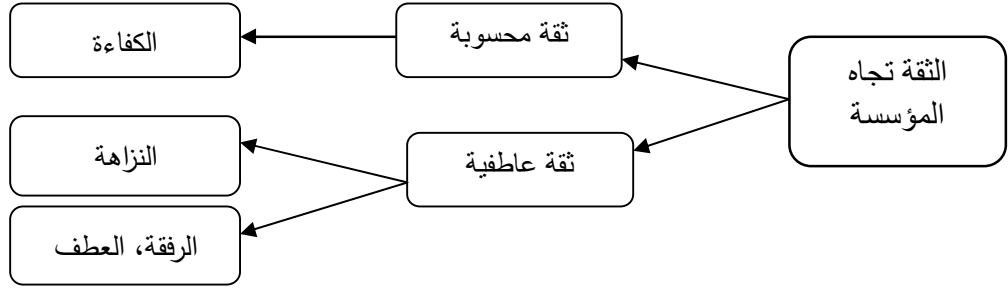 الثقة تجاه
المؤسسة
ثقة محسوبة
الكفاءة
ثقة عاطفية
النزاهة
الرفقة، العطف